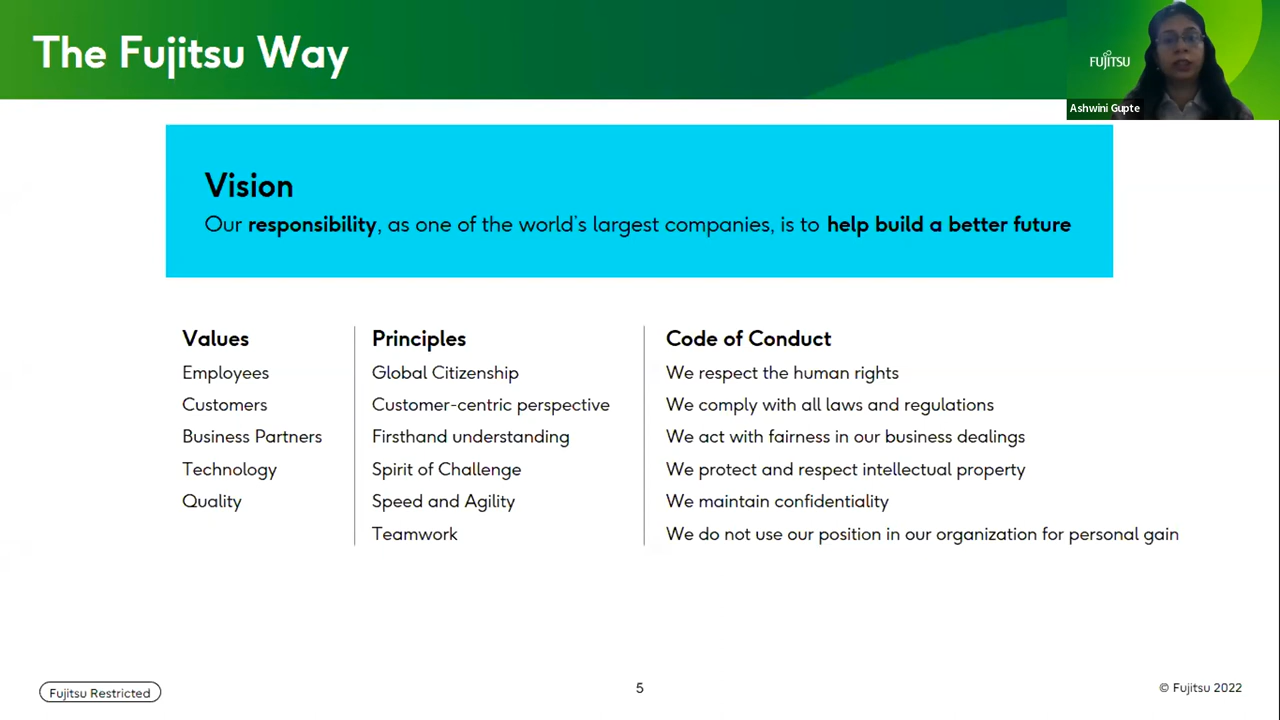 The Fujitsu Way
FUJITSU
Ashwini Gupte
Vision
Our responsibility, as one of the world's largest companies, is to help build a better future
Values
Employees
Customers
Business Partners
Technology
Quality
Principles
Global Citizenship
Customer-centric perspective
Firsthand understanding
Spirit of Challenge
Speed and Agility
Teamwork
Code of Conduct
We respect the human rights
We comply with all laws and regulations
We act with fairness in our business dealings
We protect and respect intellectual property
We maintain confidentiality
We do not use our position in our organization for personal gain
Fujitsu Restricted
5
© Fujitsu 2022